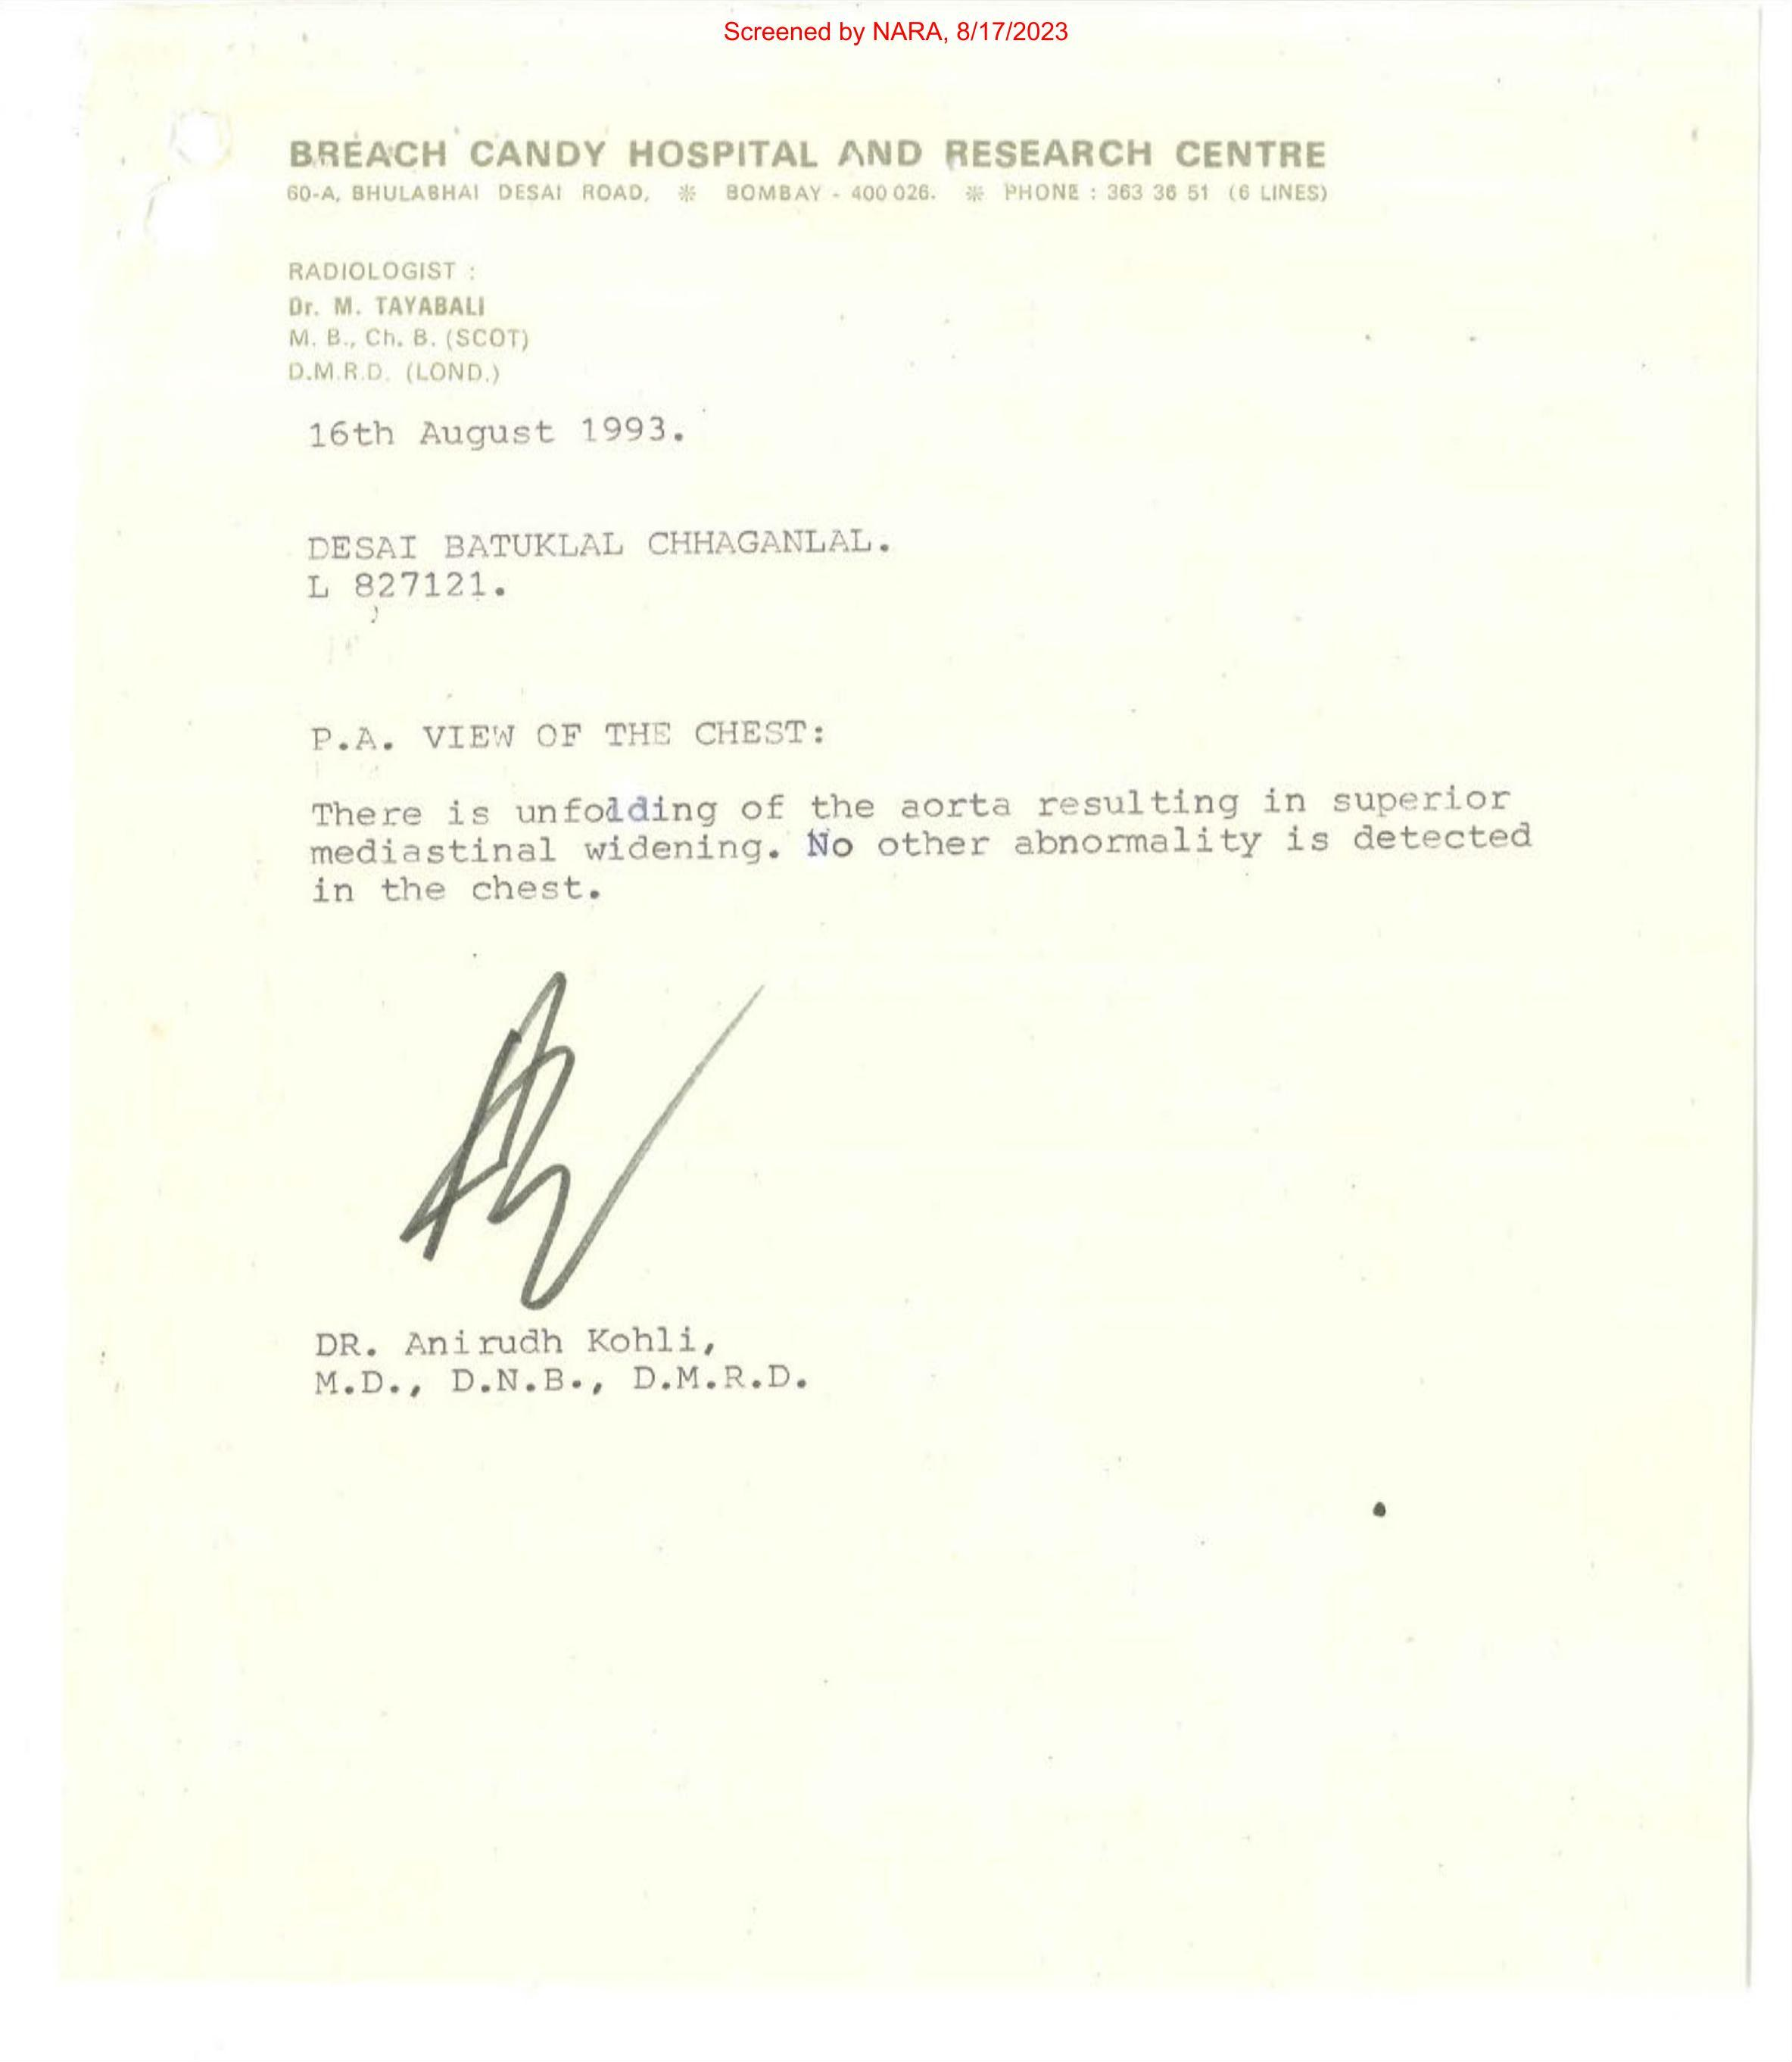 Screened by NARA, 8/17/2023
BREACH CANDY HOSPITAL AND RESEARCH CENTRE
60-A, BHULABHAI DESAI ROAD, * BOMBAY - 400 026. * PHONE : 363 36 51 (6 LINES)
RADIOLOGIST :
Dr. M. TAYABALI
M. B., Ch. B. (SCOT)
D.M.R.D. (LOND.)
16th August 1993.
DESAI BATUKLAL CHHAGANLAL.
L 827121.
P.A. VIEW OF THE CHEST:
There is unfolding of the aorta resulting in superior
mediastinal widening. No other abnormality is detected
in the chest.
DR. Anirudh Kohli,
M.D., D.N.B., D.M.R.D.